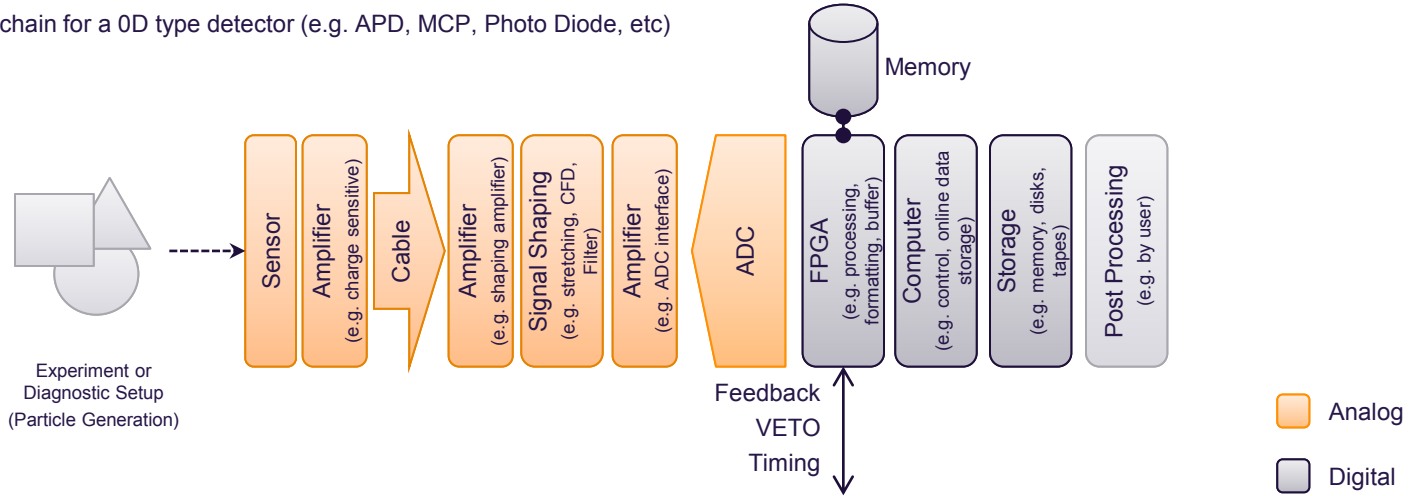 chain for a 0D type detector (e.g. APD, MCP, Photo Diode, etc)
Memory
Sensor
Amplifier
(e.g. charge sensitive)
Cable
Amplifier
(e.g. shaping amplifier)
Signal Shaping
(e.g. stretching, CFD,
Filter)
Amplifier
(e.g. ADC interface)
ADC
FPGA
(e.g. processing,
formatting, buffer)
Computer
(e.g. control, online data
storage)
Storage
(e.g. memory, disks,
tapes)
Post Processing
(e.g. by user)
Experiment or
Diagnostic Setup
(Particle Generation)
Feedback
VETO
Timing
Analog
Digital